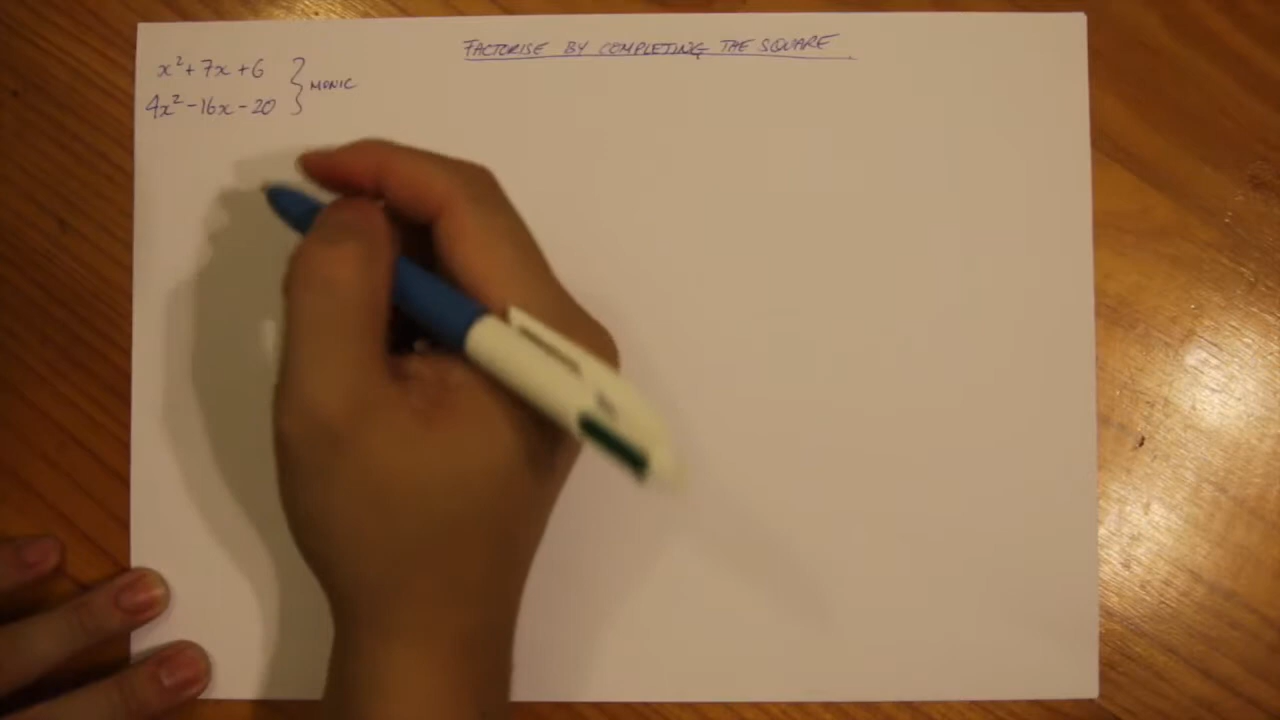 FACTORISE BY COMPLETING THE SQUARE
x² + 7x + 6
4x² - 16x - 20
} MONIC